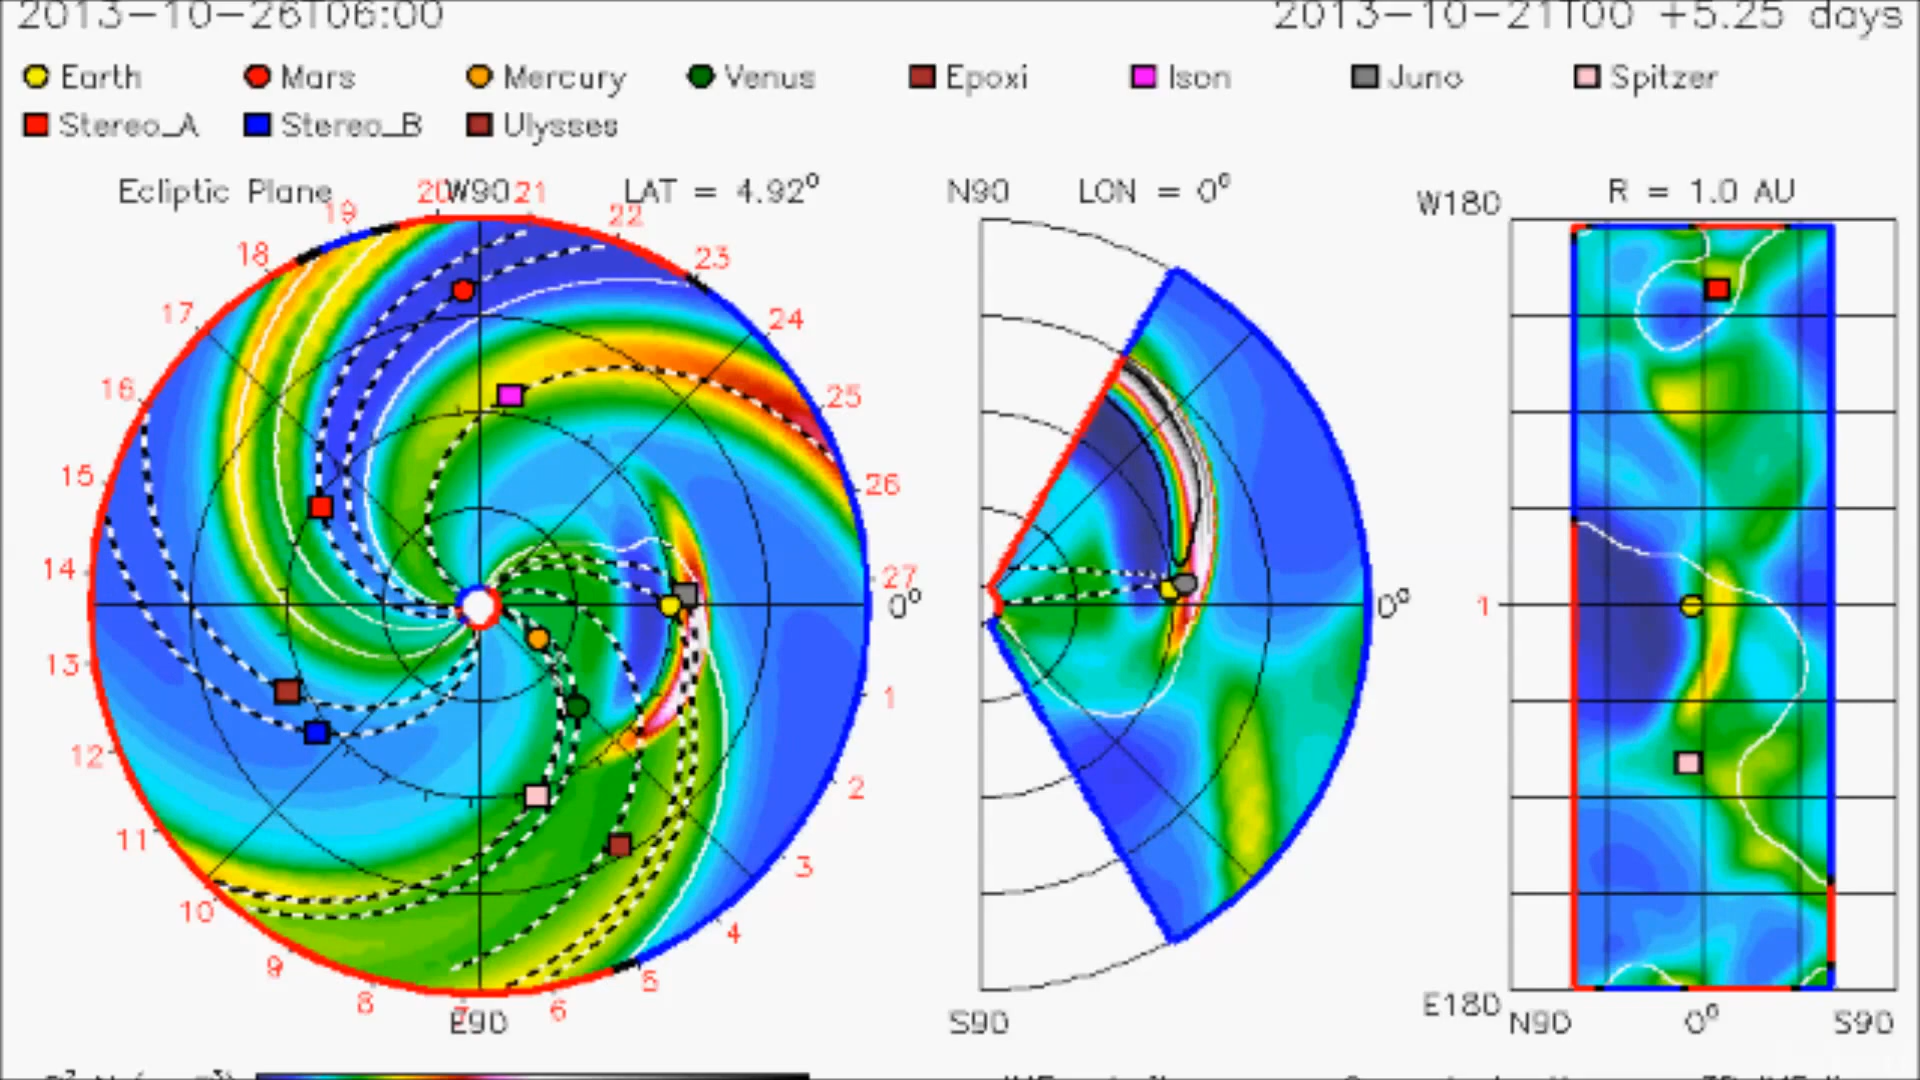 2013-10-26T06:00 2013-10-21T00 +5.25 days
Earth Mars Mercury Venus Epoxi Ison Juno Spitzer
Stereo_A Stereo_B Ulysses
Ecliptic Plane W90 LAT = 4.92° N90 LON = 0° R = 1.0 AU
W180
20 21
19 22
18 23
17 24
16 25
15 26
14 27
0° 0° 1
13 1
12 2
11 3
10 4
9 5
8 7 6
E90 S90 E180
N90 0° S90